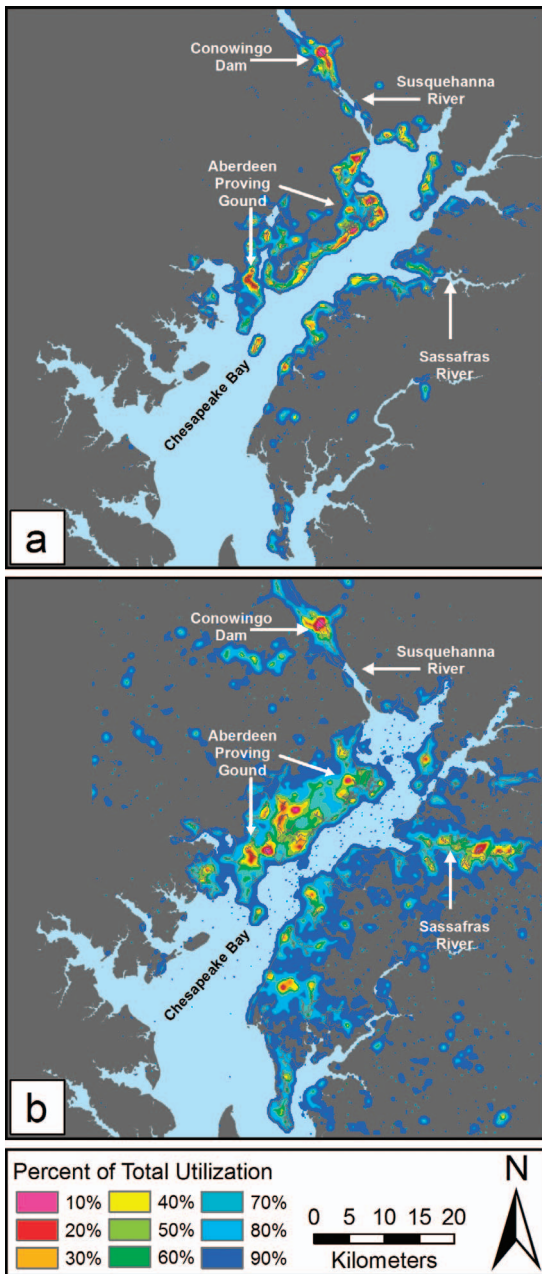 Conowingo
Dam
Susquehanna
River
Aberdeen
Proving
Gound
Sassafras
River
Chesapeake Bay
a
Conowingo
Dam
Susquehanna
River
Aberdeen
Proving
Gound
Sassafras
River
Chesapeake Bay
b
Percent of Total Utilization
10% 40% 70%
20% 50% 80%
30% 60% 90%
0 5 10 15 20
Kilometers
N